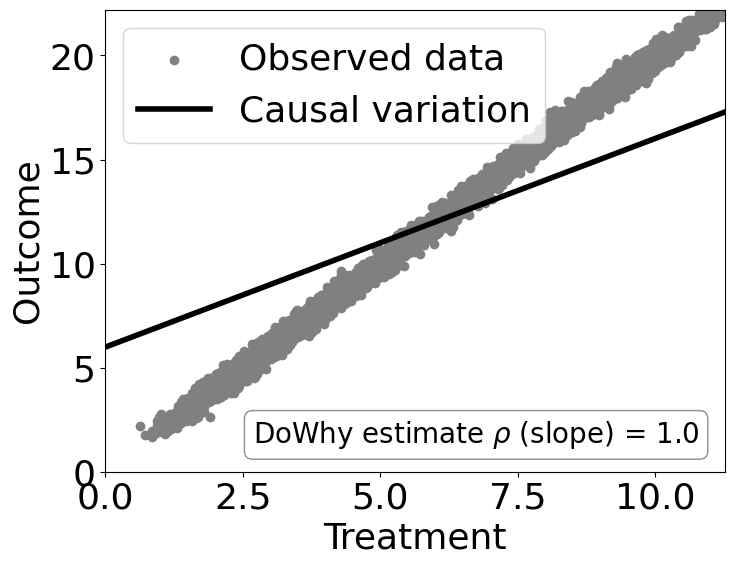 Observed data
Causal variation
Outcome
20
15
10
5
0
DoWhy estimate ρ (slope) = 1.0
0.0 2.5 5.0 7.5 10.0
Treatment